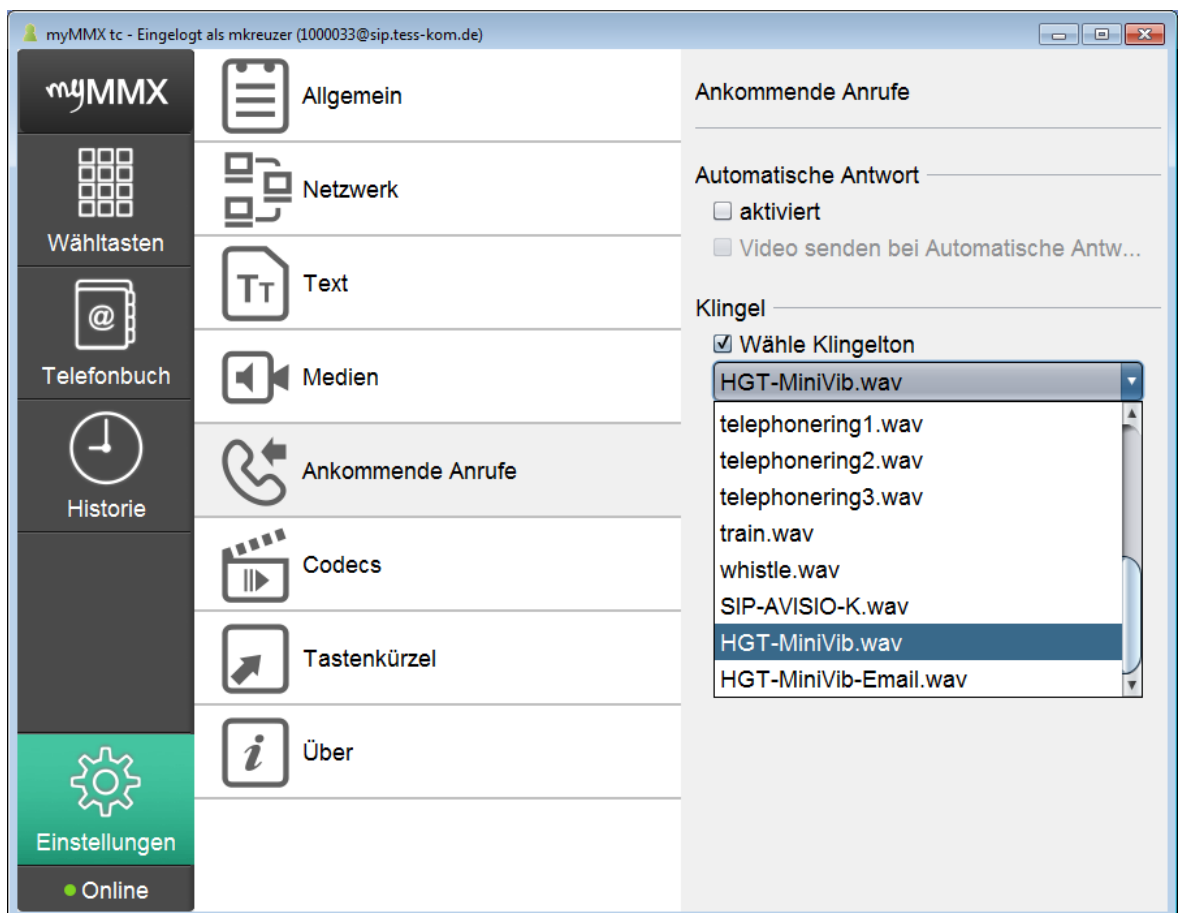 myMMX tc - Eingelogt als mkreuzer (1000033@sip.tess-kom.de)
myMMX
Wähltasten
Telefonbuch
Historie
Einstellungen
Online
Allgemein
Netzwerk
Text
Medien
Ankommende Anrufe
Codecs
Tastenkürzel
Über
Ankommende Anrufe
Automatische Antwort
aktiviert
Video senden bei Automatische Antw...
Klingel
Wähle Klingelton
HGT-MiniVib.wav
telephonering1.wav
telephonering2.wav
telephonering3.wav
train.wav
whistle.wav
SIP-AVISIO-K.wav
HGT-MiniVib.wav
HGT-MiniVib-Email.wav